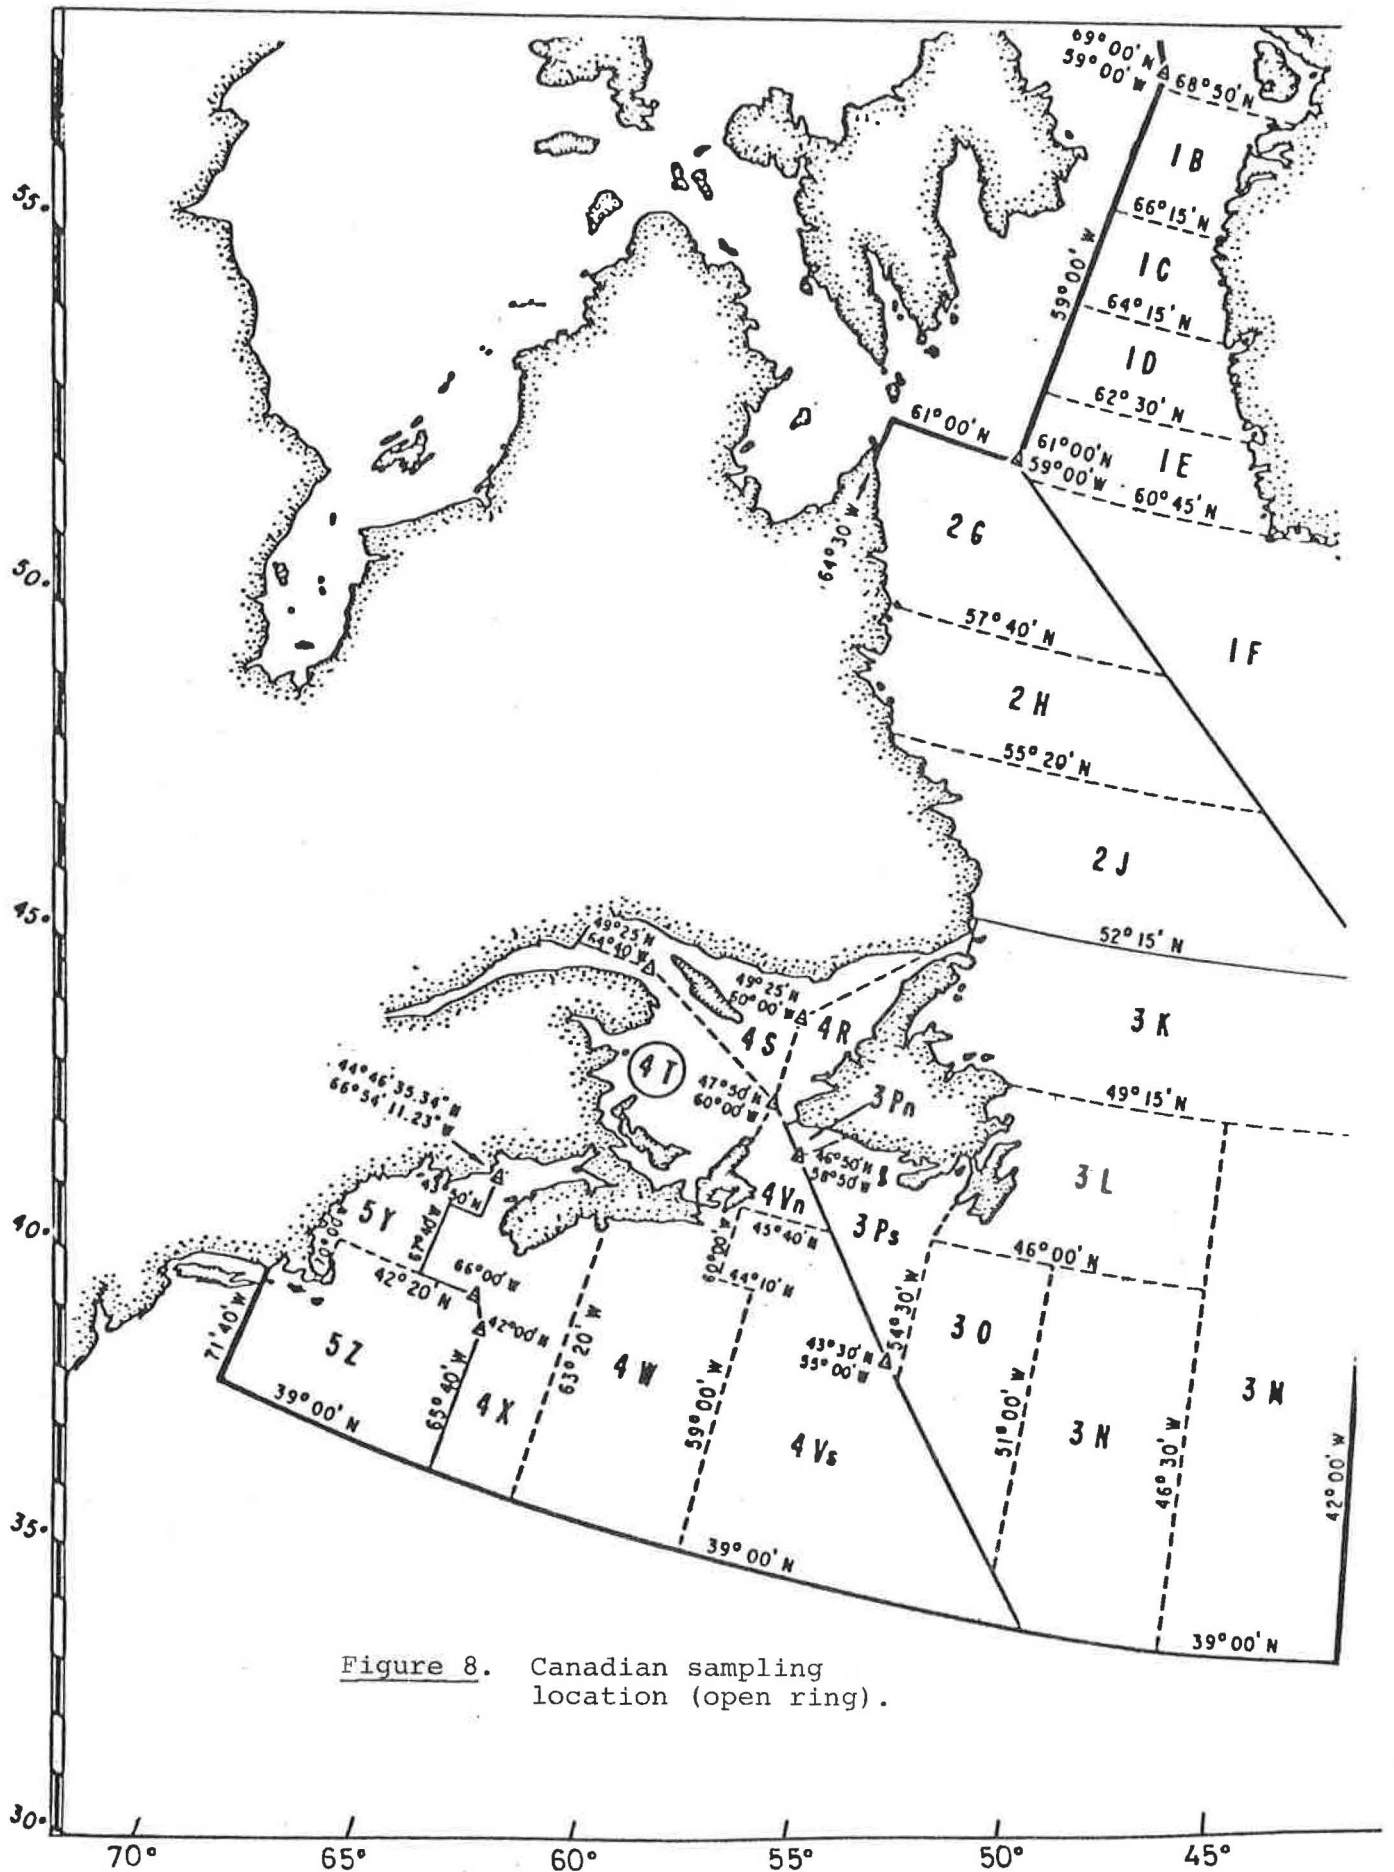 69°00'N
59°00'W
68°50'N
1B
55°
66°15'N
59°00'W
1C
64°15'N
1D
62°30'N
61°00'N
61°00'N
59°00'W
1E
60°45'N
64°30'W
2G
50°
57°40'N
1F
2H
55°20'N
2J
45°
49°25'N
64°40'W
52°15'N
49°25'N
60°00'W
4S
4R
3K
4T
47°50'N
60°00'W
44°46'35.34"N
66°54'11.23"W
3Pn
49°15'N
46°50'N
58°50'W
3L
43°50'N
4Vn
5Y
70°00'
67°40'W
45°40'N
3Ps
40°
60°00'W
46°00'N
66°00'W
44°10'N
42°20'N
71°40'W
42°00'N
54°30'W
3O
5Z
63°20'W
4W
43°30'N
55°00'W
65°40'W
4X
3M
39°00'N
59°00'W
51°00'W
3N
4Vs
46°30'W
42°00'W
35°
39°00'N
39°00'N
Figure 8. Canadian sampling
location (open ring).
30°
70° 65° 60° 55° 50° 45°